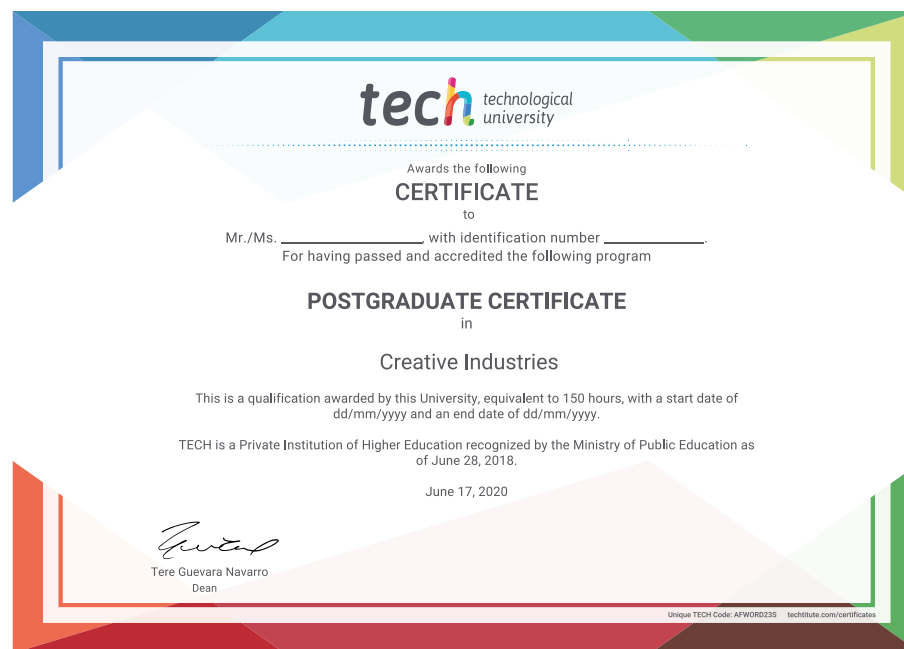 tech technological
university
Awards the following
CERTIFICATE
to
Mr./Ms. ____________, with identification number ____________.
For having passed and accredited the following program
POSTGRADUATE CERTIFICATE
in
Creative Industries
This is a qualification awarded by this University, equivalent to 150 hours, with a start date of
dd/mm/yyyy and an end date of dd/mm/yyyy.
TECH is a Private Institution of Higher Education recognized by the Ministry of Public Education as
of June 28, 2018.
June 17, 2020
Tere Guevara Navarro
Dean
Unique TECH Code: AFWORD23S techtitute.com/certificates